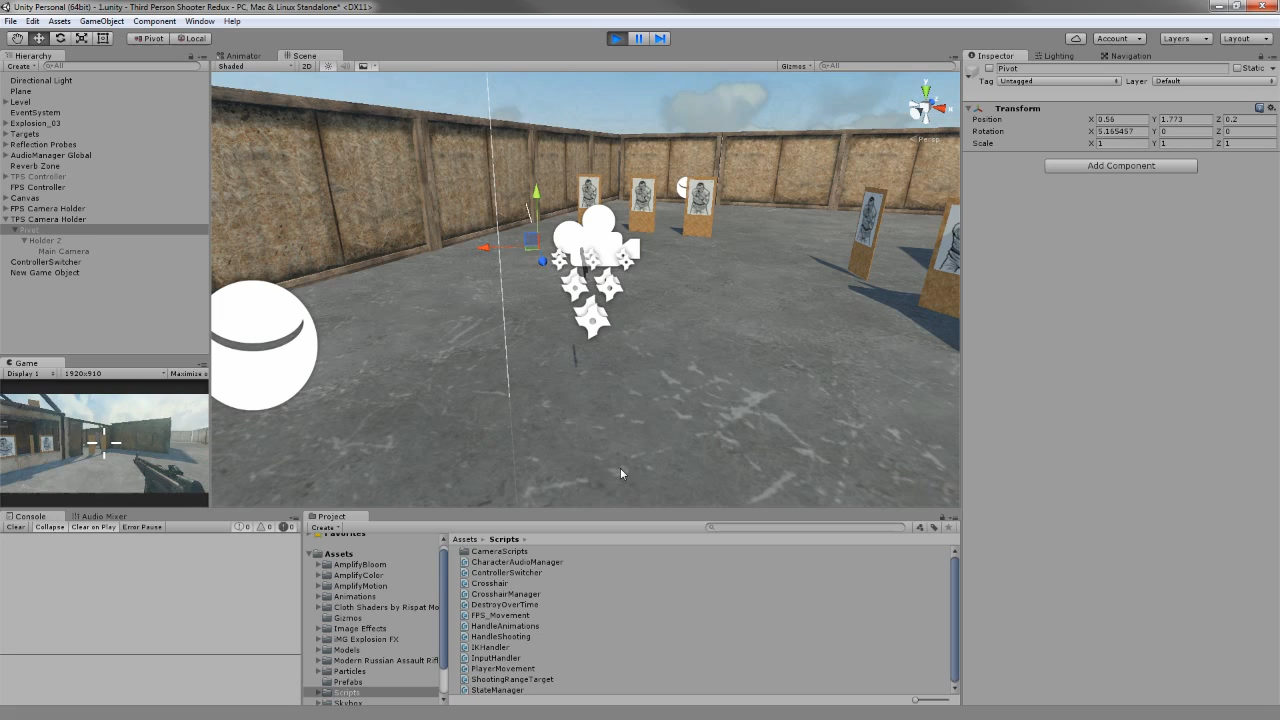 Unity Personal (64bit) - 1.unity - Third Person Shooter Redux - PC, Mac & Linux Standalone* <DX11>
File Edit Assets GameObject Component Window Help
Pivot Local Account Layers Layout
Hierarchy
Create All
Directional Light
Plane
Level
EventSystem
Explosion_03
Targets
Reflection Probes
AudioManager Global
Reverb Zone
TPS Controller
FPS Controller
Canvas
FPS Camera Holder
TPS Camera Holder
Pivot
Holder 2
Main Camera
ControllerSwitcher
New Game Object
Animator Scene
Shaded 2D Gizmos All
y
Persp
Inspector Lighting Navigation
Pivot Static
Tag Untagged Layer Default
Transform
Position X 0.56 Y 1.773 Z 0.2
Rotation X 5.165457 Y 0 Z 0
Scale X 1 Y 1 Z 1
Add Component
Game
Display 1 1920x910 Maximize o
Console Audio Mixer
Clear Collapse Clear on Play Error Pause 0 0 0
Project
Create
Favorites
Assets
AmplifyBloom
AmplifyColor
AmplifyMotion
Animations
Cloth Shaders by Rispat Mo
Gizmos
Image Effects
iMG Explosion FX
Models
Modern Russian Assault Rifl
Particles
Prefabs
Scripts
Skybox
Assets Scripts
CameraScripts
CharacterAudioManager
ControllerSwitcher
Crosshair
CrosshairManager
DestroyOverTime
FPS_Movement
HandleAnimations
HandleShooting
IKHandler
InputHandler
PlayerMovement
ShootingRangeTarget
StateManager